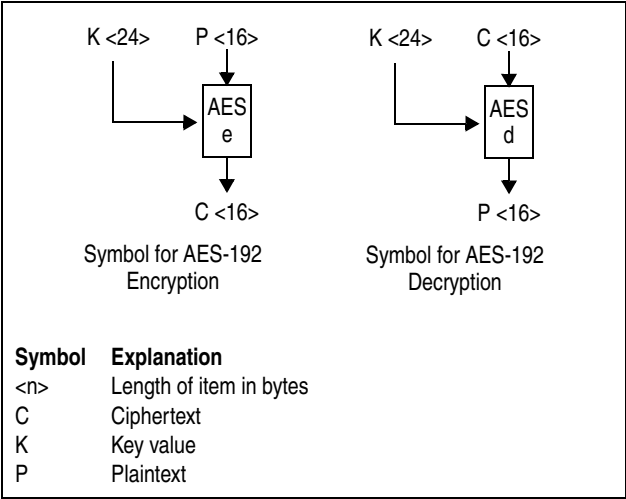 K <24> P <16> K <24> C <16>
AES
e
AES
d
C <16> P <16>
Symbol for AES-192
Encryption
Symbol for AES-192
Decryption
Symbol Explanation
<n> Length of item in bytes
C Ciphertext
K Key value
P Plaintext